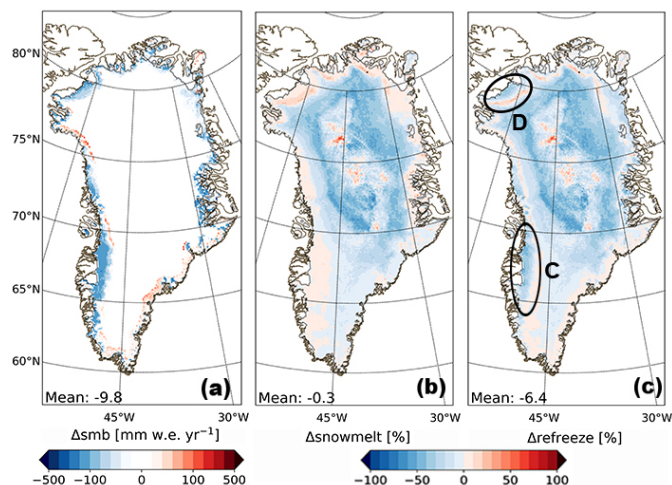 80°N
75°N
70°N
65°N
60°N
D
C
Mean: -9.8
(a)
Mean: -0.3
(b)
Mean: -6.4
(c)
45°W
30°W
45°W
30°W
45°W
30°W
Δsmb [mm w.e. yr⁻¹]
Δsnowmelt [%]
Δrefreeze [%]
−500
−100
0
100
500
−100
−50
0
50
100